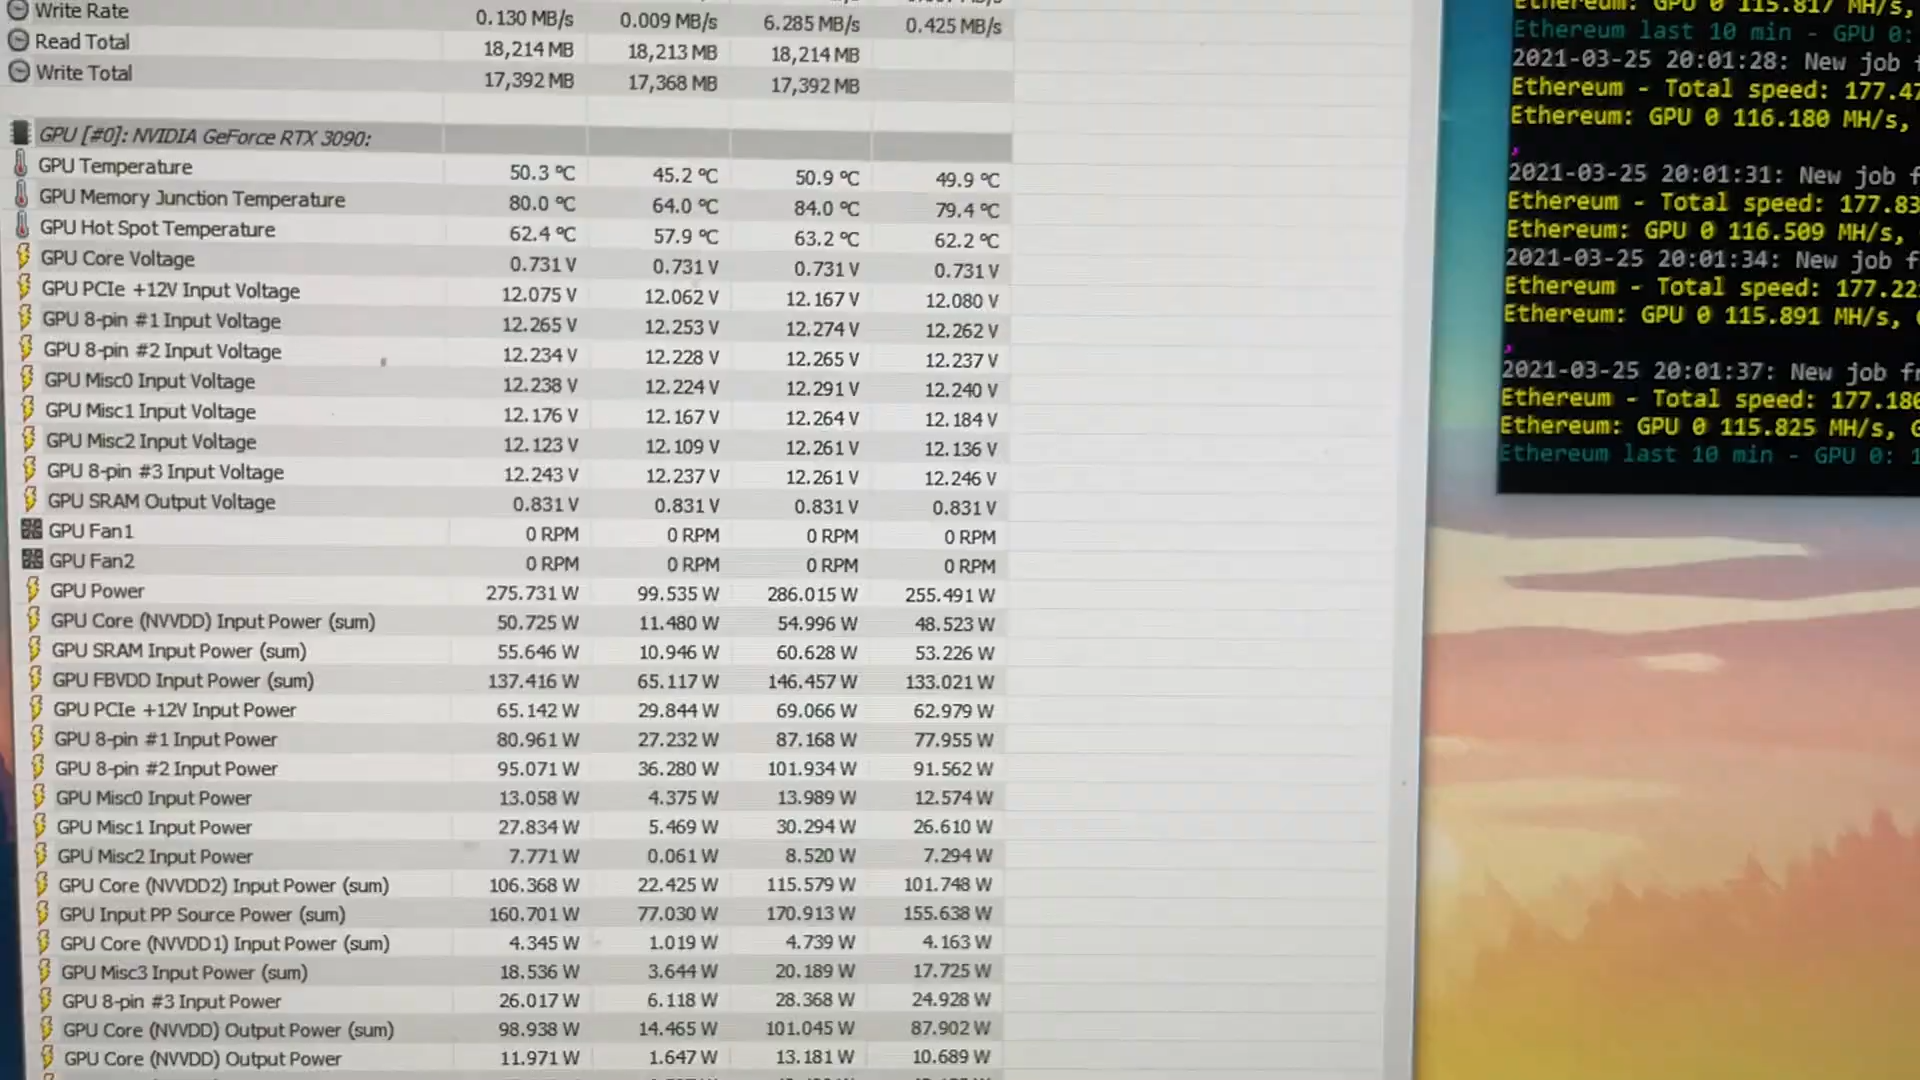 Write Rate 0.130 MB/s 0.009 MB/s 6.285 MB/s 0.425 MB/s
Read Total 18,214 MB 18,213 MB 18,214 MB
Write Total 17,392 MB 17,368 MB 17,392 MB
GPU [#0]: NVIDIA GeForce RTX 3090:
GPU Temperature 50.3 °C 45.2 °C 50.9 °C 49.9 °C
GPU Memory Junction Temperature 80.0 °C 64.0 °C 84.0 °C 79.4 °C
GPU Hot Spot Temperature 62.4 °C 57.9 °C 63.2 °C 62.2 °C
GPU Core Voltage 0.731 V 0.731 V 0.731 V 0.731 V
GPU PCIe +12V Input Voltage 12.075 V 12.062 V 12.167 V 12.080 V
GPU 8-pin #1 Input Voltage 12.265 V 12.253 V 12.274 V 12.262 V
GPU 8-pin #2 Input Voltage 12.234 V 12.228 V 12.265 V 12.237 V
GPU Misc0 Input Voltage 12.238 V 12.224 V 12.291 V 12.240 V
GPU Misc1 Input Voltage 12.176 V 12.167 V 12.264 V 12.184 V
GPU Misc2 Input Voltage 12.123 V 12.109 V 12.261 V 12.136 V
GPU 8-pin #3 Input Voltage 12.243 V 12.237 V 12.261 V 12.246 V
GPU SRAM Output Voltage 0.831 V 0.831 V 0.831 V 0.831 V
GPU Fan1 0 RPM 0 RPM 0 RPM 0 RPM
GPU Fan2 0 RPM 0 RPM 0 RPM 0 RPM
GPU Power 275.731 W 99.535 W 286.015 W 255.491 W
GPU Core (NVVDD) Input Power (sum) 50.725 W 11.480 W 54.996 W 48.523 W
GPU SRAM Input Power (sum) 55.646 W 10.946 W 60.628 W 53.226 W
GPU FBVDD Input Power (sum) 137.416 W 65.117 W 146.457 W 133.021 W
GPU PCIe +12V Input Power 65.142 W 29.844 W 69.066 W 62.979 W
GPU 8-pin #1 Input Power 80.961 W 27.232 W 87.168 W 77.955 W
GPU 8-pin #2 Input Power 95.071 W 36.280 W 101.934 W 91.562 W
GPU Misc0 Input Power 13.058 W 4.375 W 13.989 W 12.574 W
GPU Misc1 Input Power 27.834 W 5.469 W 30.294 W 26.610 W
GPU Misc2 Input Power 7.771 W 0.061 W 8.520 W 7.294 W
GPU Core (NVVDD2) Input Power (sum) 106.368 W 22.425 W 115.579 W 101.748 W
GPU Input PP Source Power (sum) 160.701 W 77.030 W 170.913 W 155.638 W
GPU Core (NVVDD1) Input Power (sum) 4.345 W 1.019 W 4.739 W 4.163 W
GPU Misc3 Input Power (sum) 18.536 W 3.644 W 20.189 W 17.725 W
GPU 8-pin #3 Input Power 26.017 W 6.118 W 28.368 W 24.928 W
GPU Core (NVVDD) Output Power (sum) 98.938 W 14.465 W 101.045 W 87.902 W
GPU Core (NVVDD) Output Power 11.971 W 1.647 W 13.181 W 10.689 W
Ethereum: GPU 0 115.817 MH/s,
Ethereum last 10 min - GPU 0:
2021-03-25 20:01:28: New job
Ethereum - Total speed: 177.47
Ethereum: GPU 0 116.180 MH/s,
,
2021-03-25 20:01:31: New job f
Ethereum - Total speed: 177.83
Ethereum: GPU 0 116.509 MH/s,
2021-03-25 20:01:34: New job f
Ethereum - Total speed: 177.22
Ethereum: GPU 0 115.891 MH/s,
,
2021-03-25 20:01:37: New job fr
Ethereum - Total speed: 177.180
Ethereum: GPU 0 115.825 MH/s, G
Ethereum last 10 min - GPU 0: 1